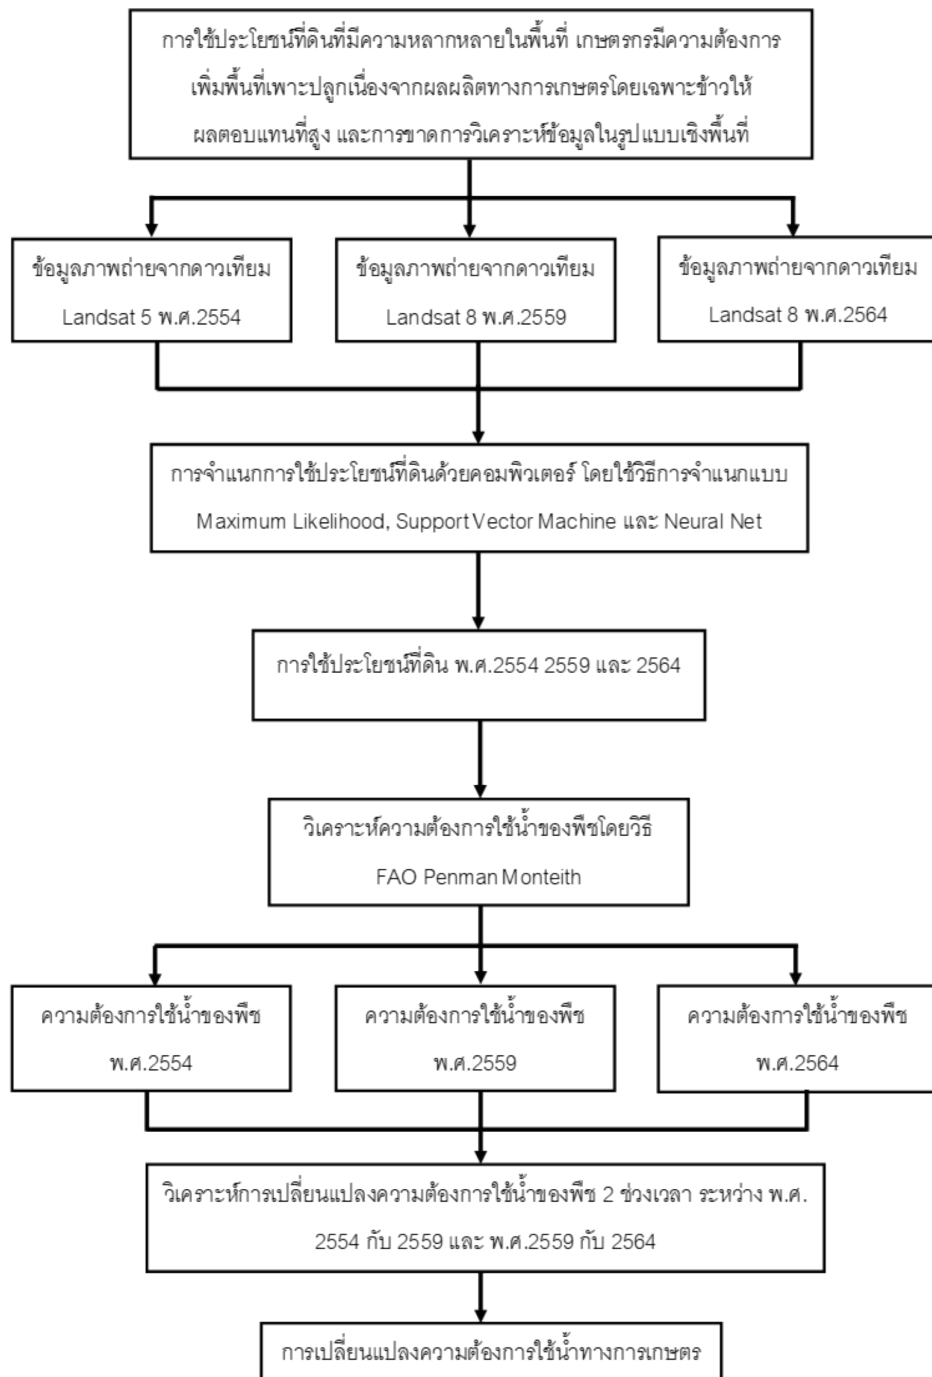 การใช้ประโยชน์ที่ดินที่มีความหลากหลายในพื้นที่ เกษตรกรมีความต้องการ
เพิ่มพื้นที่เพาะปลูกเนื่องจากผลผลิตทางการเกษตรโดยเฉพาะข้าวให้
ผลตอบแทนที่สูง และการขาดการวิเคราะห์ข้อมูลในรูปแบบเชิงพื้นที่
ข้อมูลภาพถ่ายจากดาวเทียม
Landsat 5 พ.ศ.2554
ข้อมูลภาพถ่ายจากดาวเทียม
Landsat 8 พ.ศ.2559
ข้อมูลภาพถ่ายจากดาวเทียม
Landsat 8 พ.ศ.2564
การจำแนกการใช้ประโยชน์ที่ดินด้วยคอมพิวเตอร์ โดยใช้วิธีการจำแนกแบบ
Maximum Likelihood, Support Vector Machine และ Neural Net
การใช้ประโยชน์ที่ดิน พ.ศ.2554 2559 และ 2564
วิเคราะห์ความต้องการใช้น้ำของพืชโดยวิธี
FAO Penman Monteith
ความต้องการใช้น้ำของพืช
พ.ศ.2554
ความต้องการใช้น้ำของพืช
พ.ศ.2559
ความต้องการใช้น้ำของพืช
พ.ศ.2564
วิเคราะห์การเปลี่ยนแปลงความต้องการใช้น้ำของพืช 2 ช่วงเวลา ระหว่าง พ.ศ.
2554 กับ 2559 และ พ.ศ.2559 กับ 2564
การเปลี่ยนแปลงความต้องการใช้น้ำทางการเกษตร